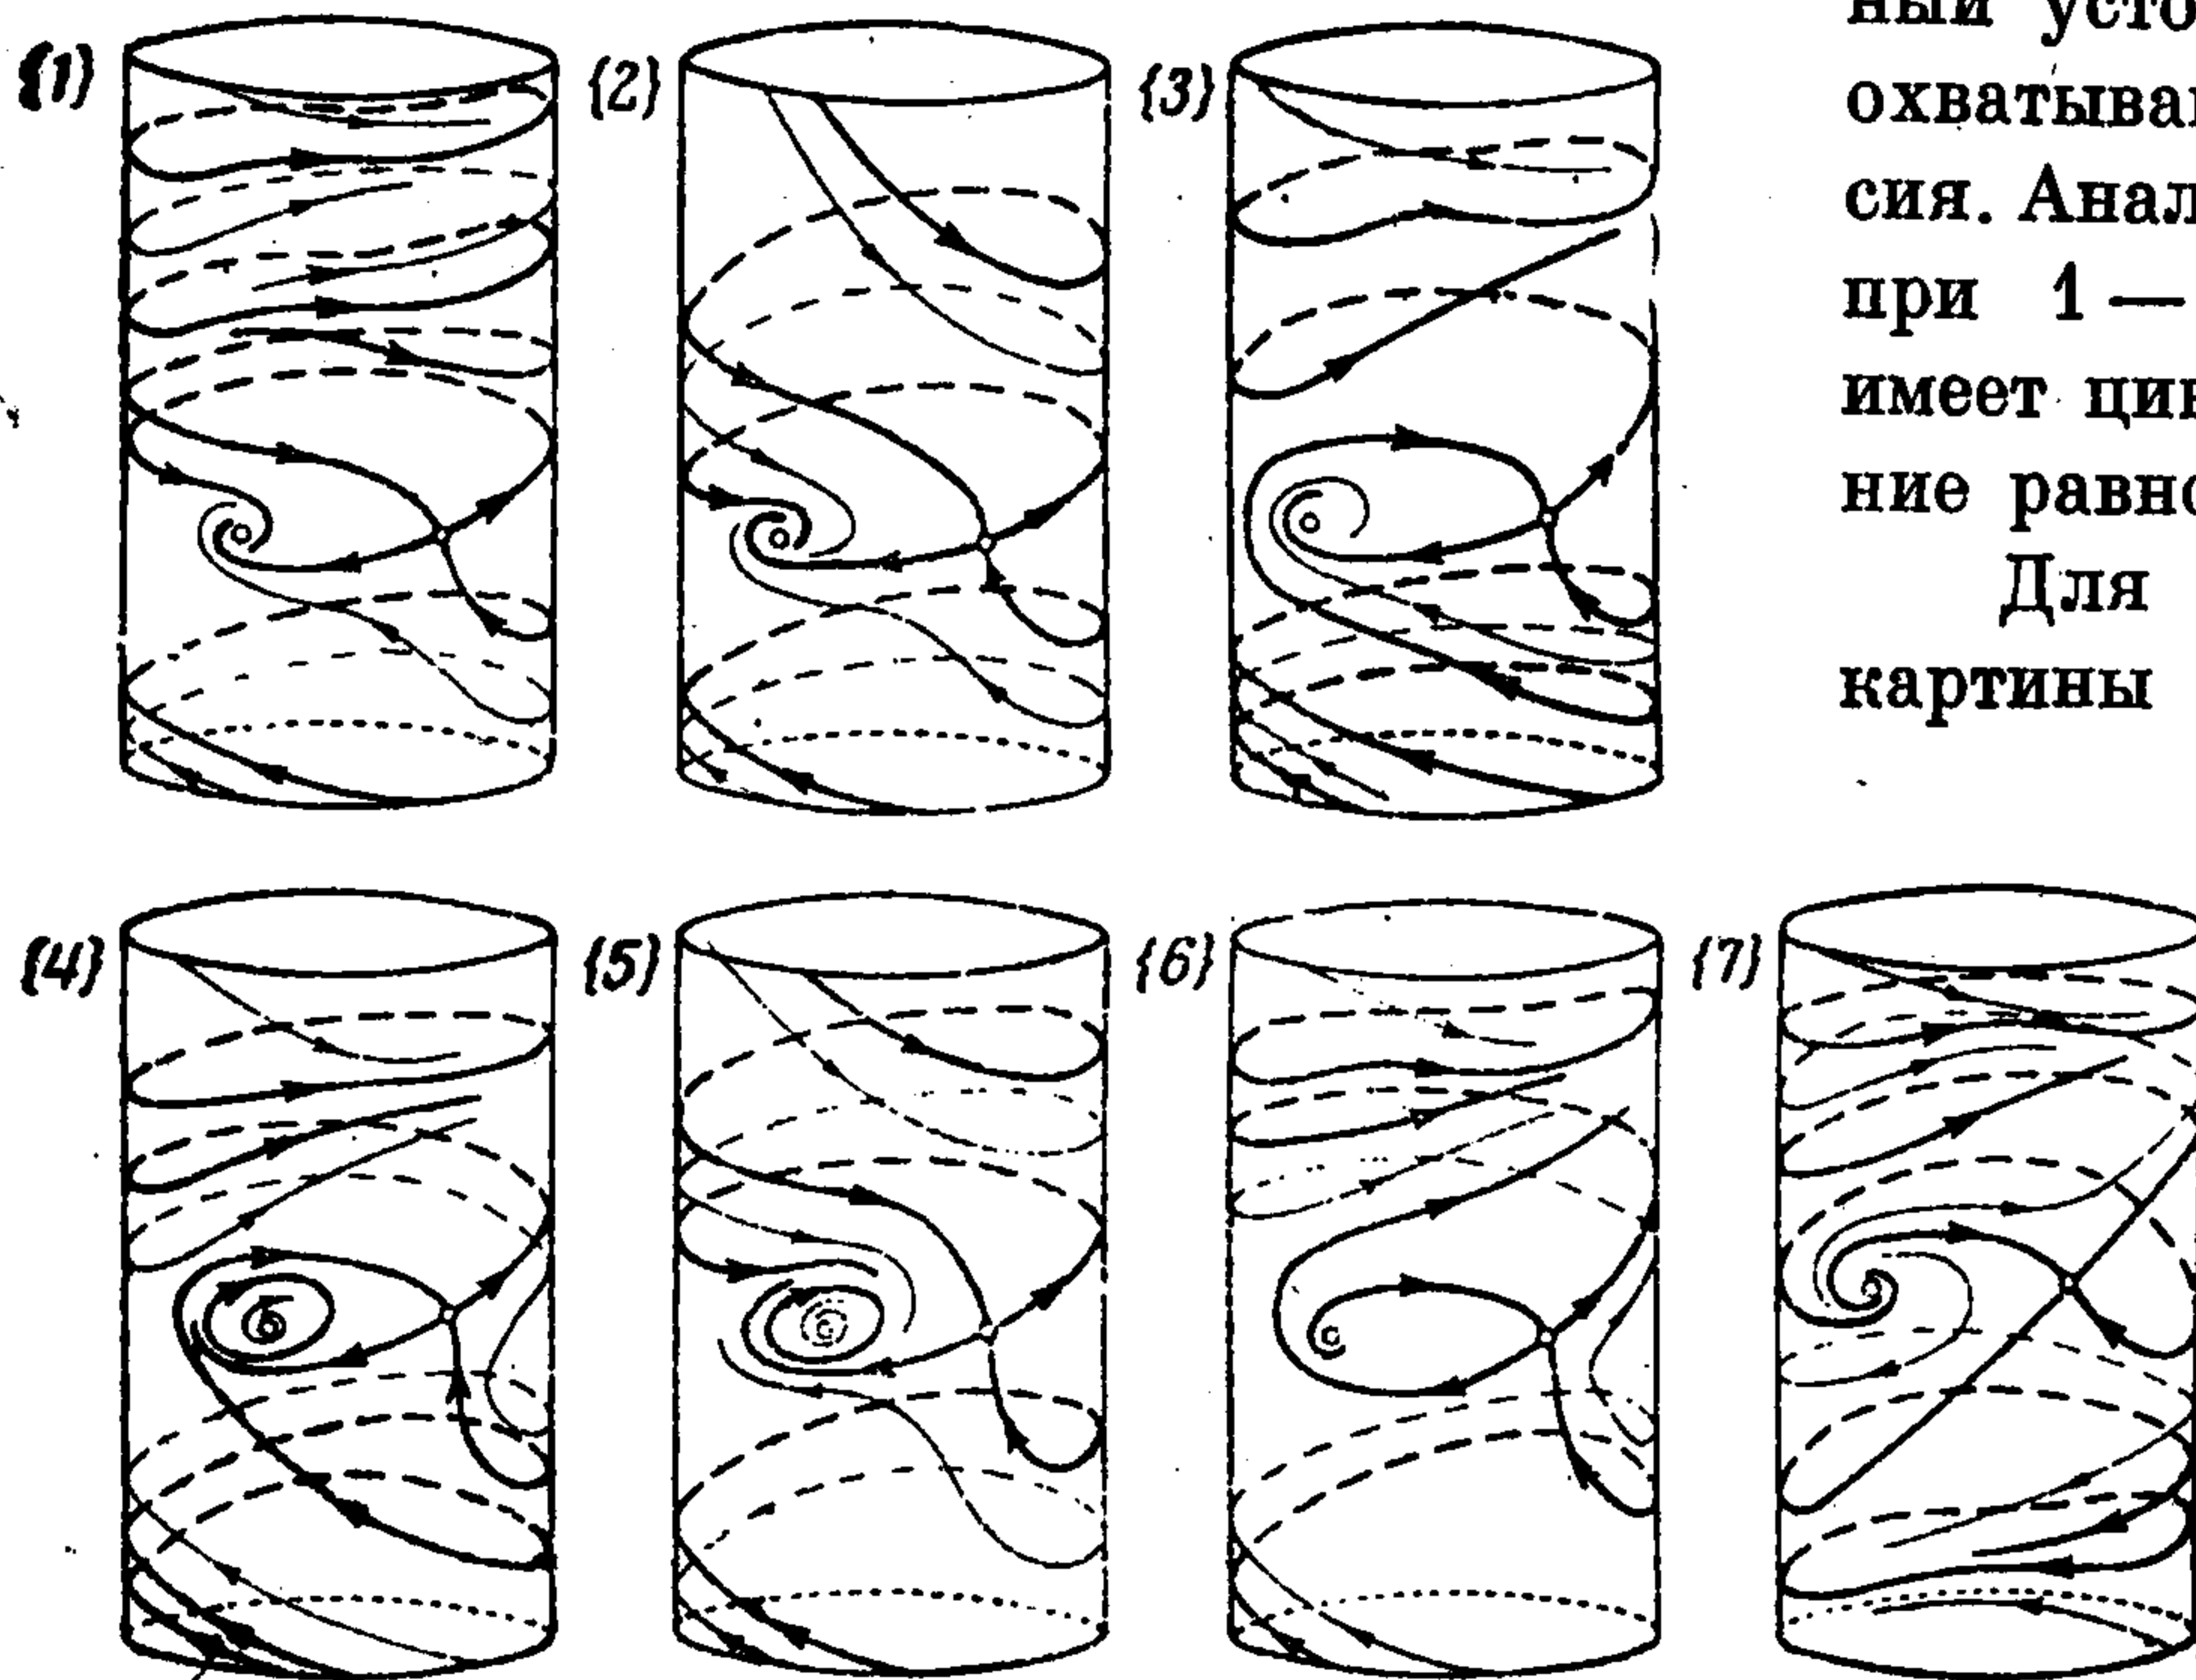 {1}
{2}
{3}
ный усто
охватыва
сия. Анал
при 1 —
имеет ци
ние равно
Для
картины
{4}
{5}
{6}
{7}